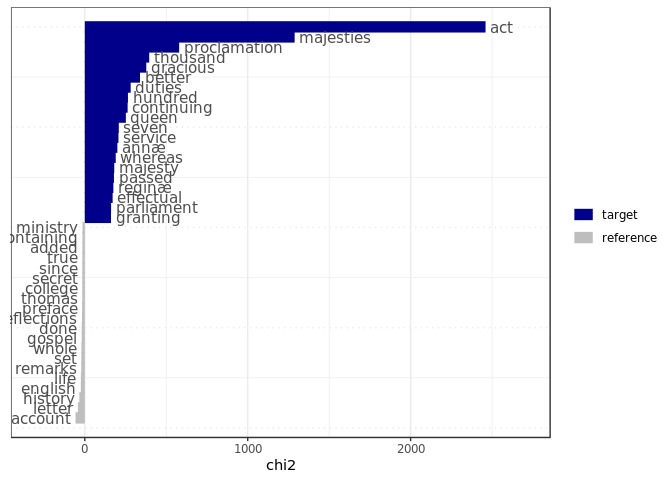 act
majesties
proclamation
thousand
gracious
better
duties
hundred
continuing
queen
seven
service
annæ
whereas
majesty
passed
reginæ
effectual
parliament
granting
ministry
ontaining
added
true
since
secret
college
thomas
preface
eflections
done
gospel
whole
set
remarks
life
english
history
letter
account
target
reference
0 1000 2000
chi2